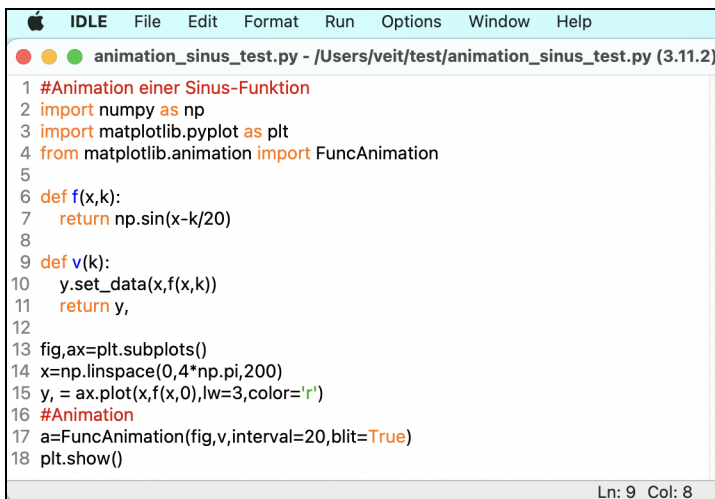 IDLE File Edit Format Run Options Window Help
animation_sinus_test.py - /Users/veit/test/animation_sinus_test.py (3.11.2)
1 #Animation einer Sinus-Funktion
2 import numpy as np
3 import matplotlib.pyplot as plt
4 from matplotlib.animation import FuncAnimation
5
6 def f(x,k):
7     return np.sin(x-k/20)
8
9 def v(k):
10     y.set_data(x,f(x,k))
11     return y,
12
13 fig,ax=plt.subplots()
14 x=np.linspace(0,4*np.pi,200)
15 y, = ax.plot(x,f(x,0),lw=3,color='r')
16 #Animation
17 a=FuncAnimation(fig,v,interval=20,blit=True)
18 plt.show()
Ln: 9 Col: 8